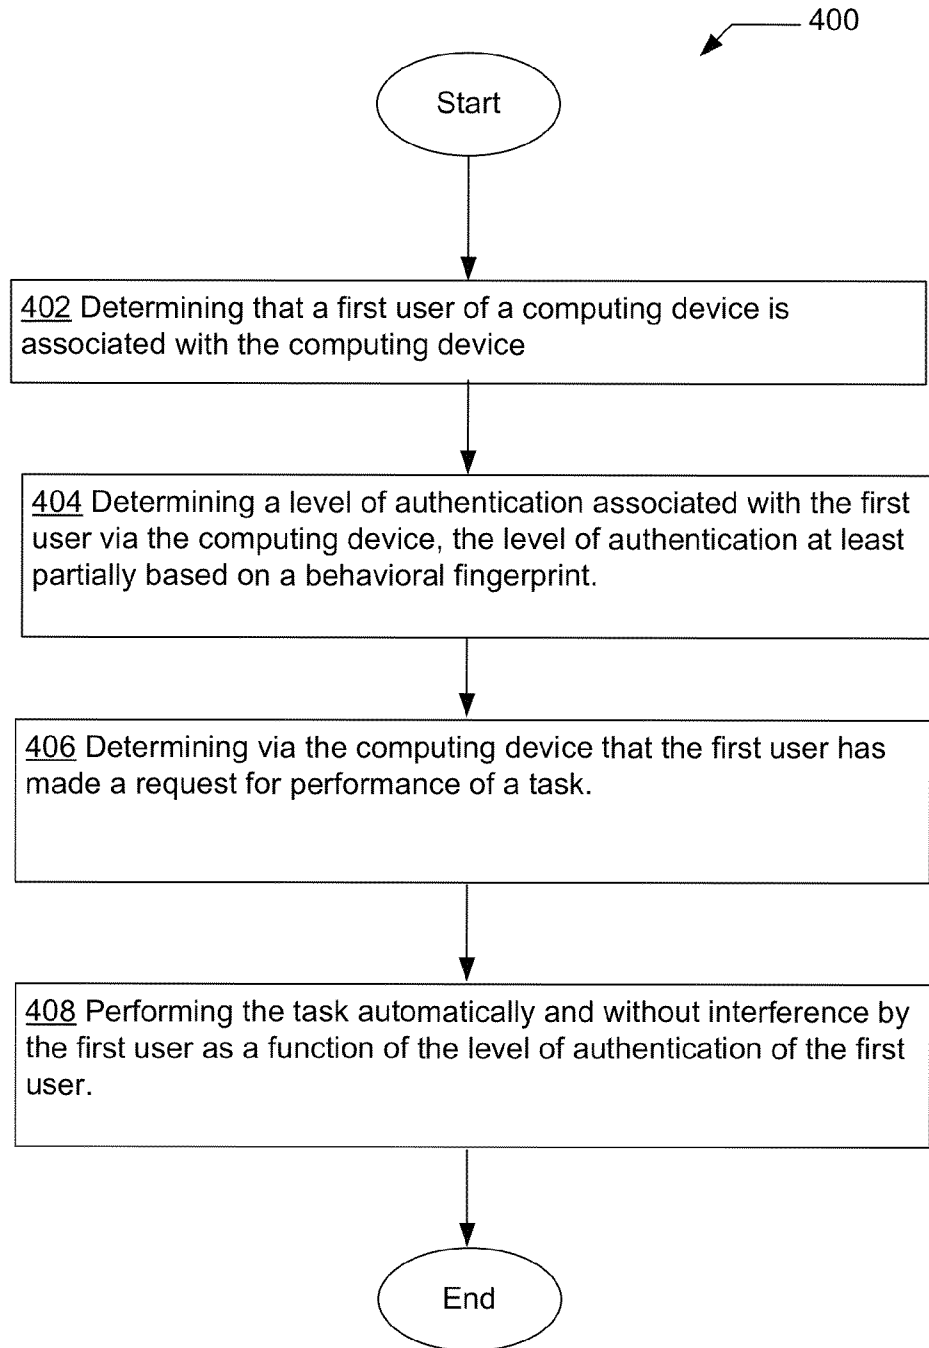 400
Start
402 Determining that a first user of a computing device is
associated with the computing device
404 Determining a level of authentication associated with the first
user via the computing device, the level of authentication at least
partially based on a behavioral fingerprint.
406 Determining via the computing device that the first user has
made a request for performance of a task.
408 Performing the task automatically and without interference by
the first user as a function of the level of authentication of the first
user.
End